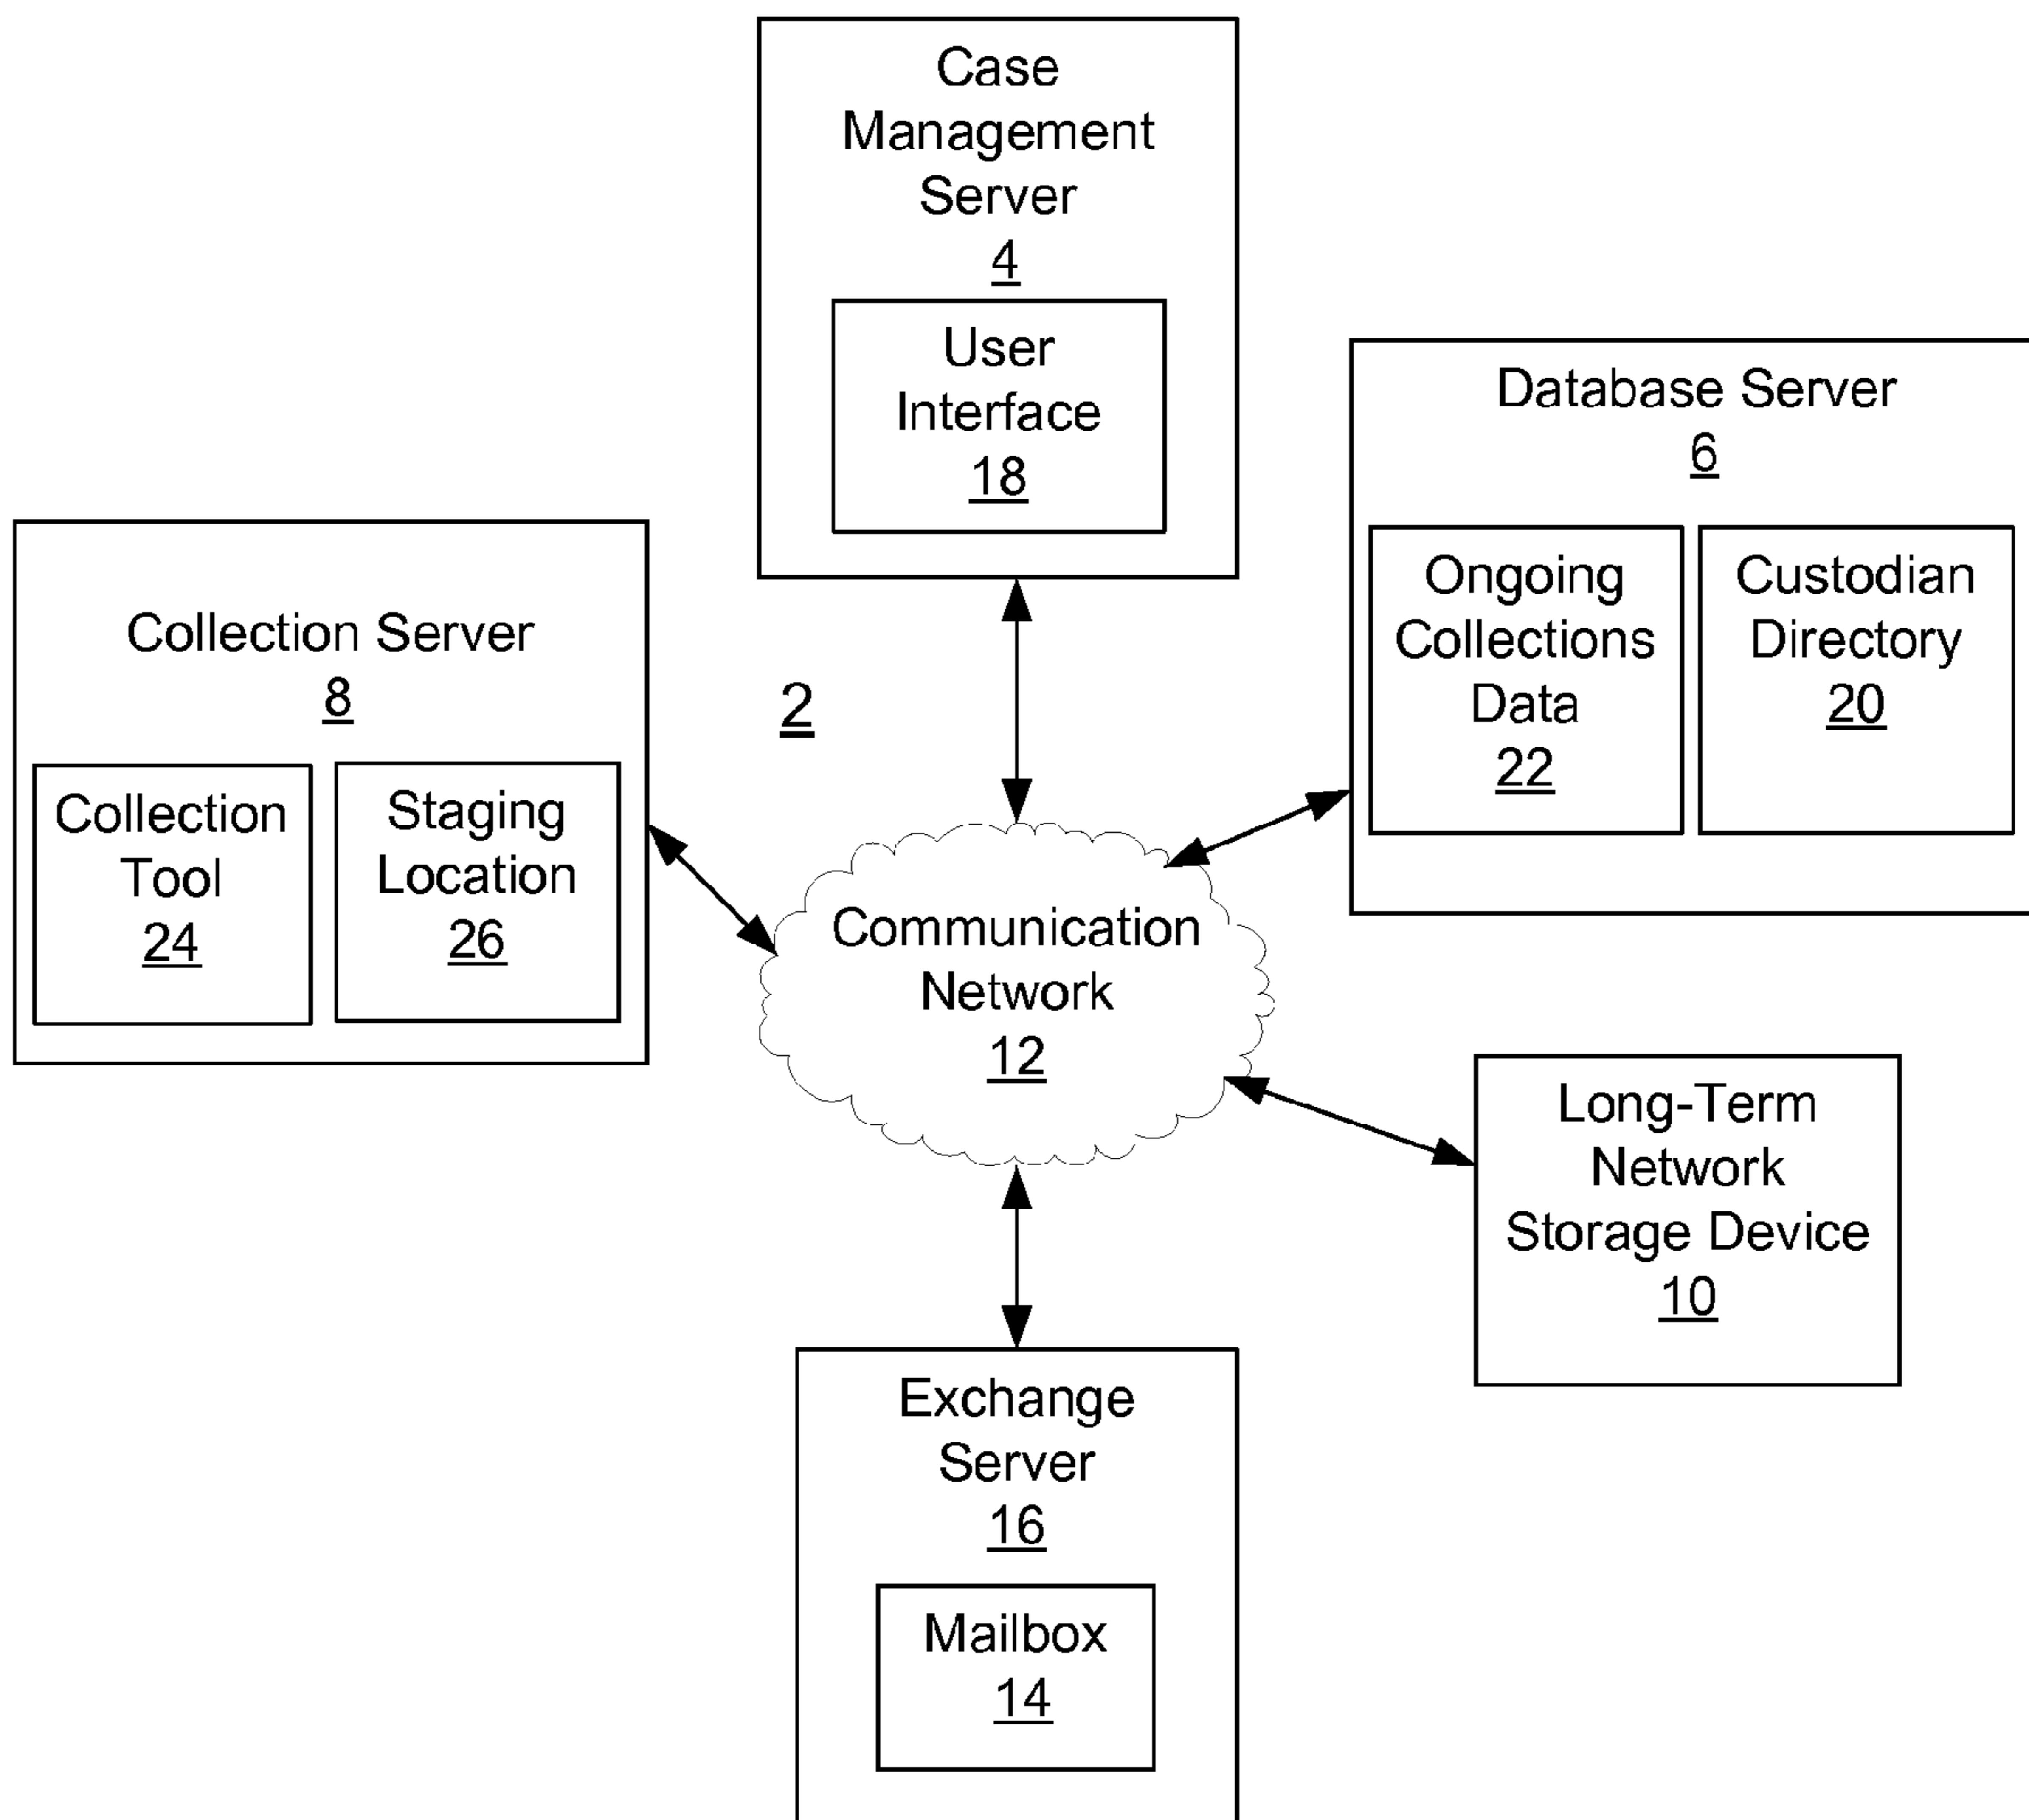 Case
Management
Server
4
User
Interface
18
Database Server
6
Ongoing
Collections
Data
22
Custodian
Directory
20
Collection Server
8
Collection
Tool
24
Staging
Location
26
2
Communication
Network
12
Long-Term
Network
Storage Device
10
Exchange
Server
16
Mailbox
14